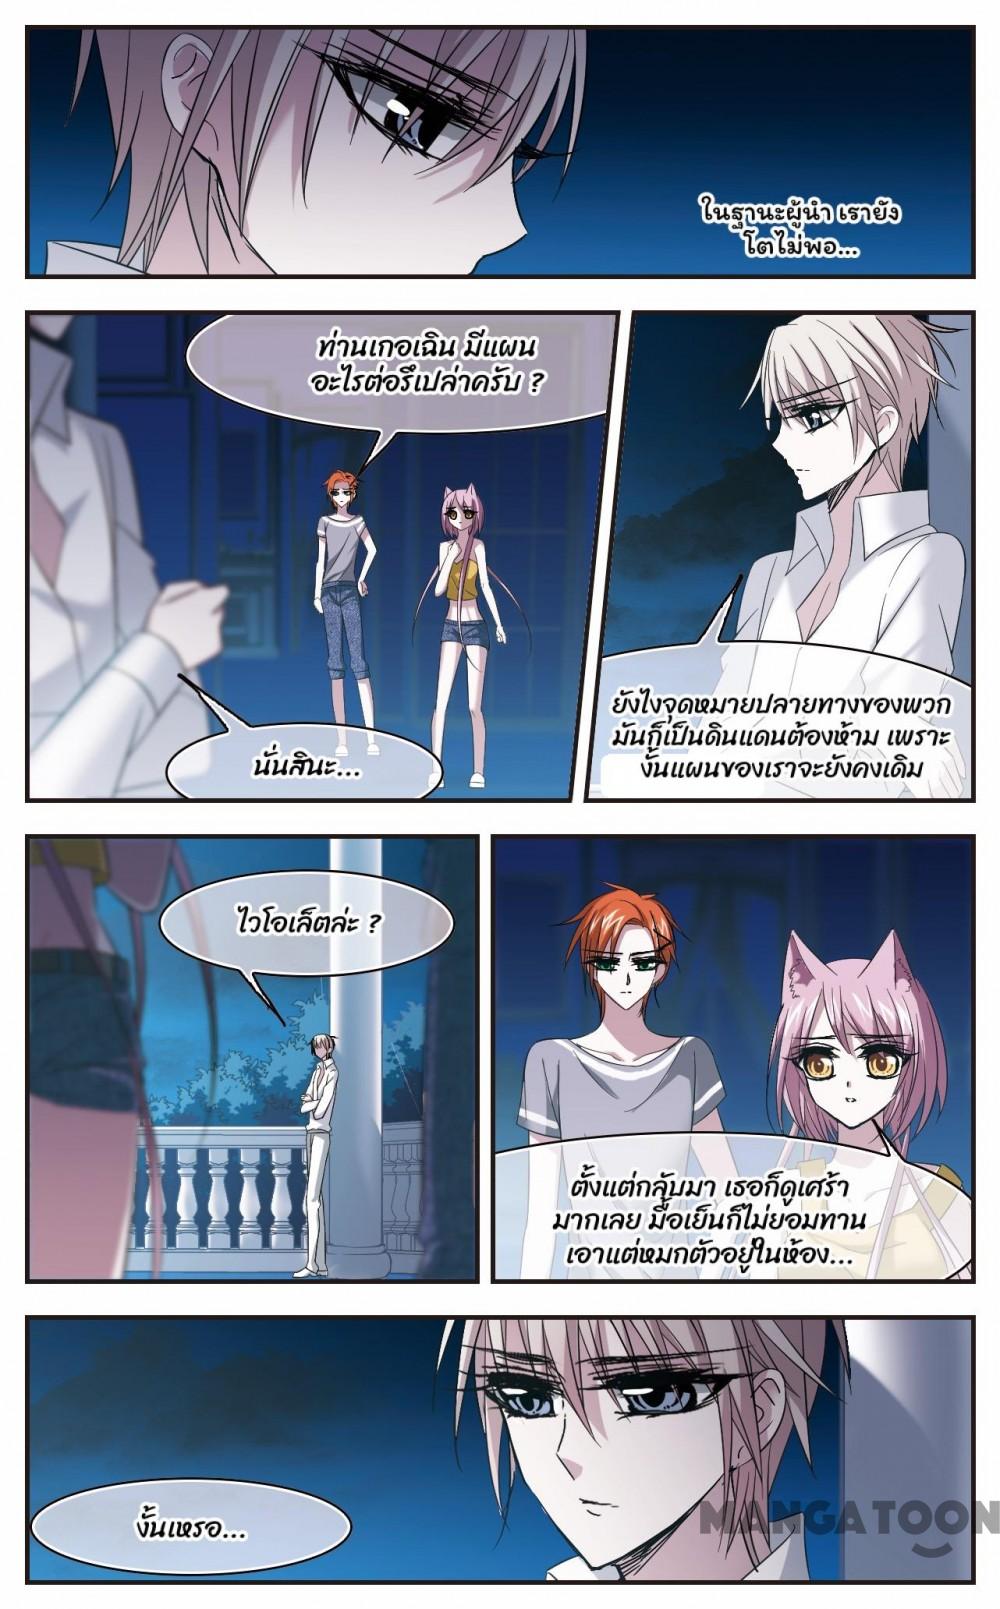 ในฐานะผู้นำ เรายัง
โตไม่พอ...
ท่านเกอเฉิน มีแผน
อะไรต่อรึเปล่าครับ ?
นั่นสินะ...
ยังไงจุดหมายปลายทางของพวก
มันก็เป็นดินแดนต้องห้าม เพราะ
งั้นแผนของเราจะยังคงเดิม
ไวโอเล็ตล่ะ ?
ตั้งแต่กลับมา เธอก็ดูเศร้า
มากเลย มื้อเย็นก็ไม่ยอมทาน
เอาแต่หมกตัวอยู่ในห้อง...
งั้นเหรอ...
MANGATOON